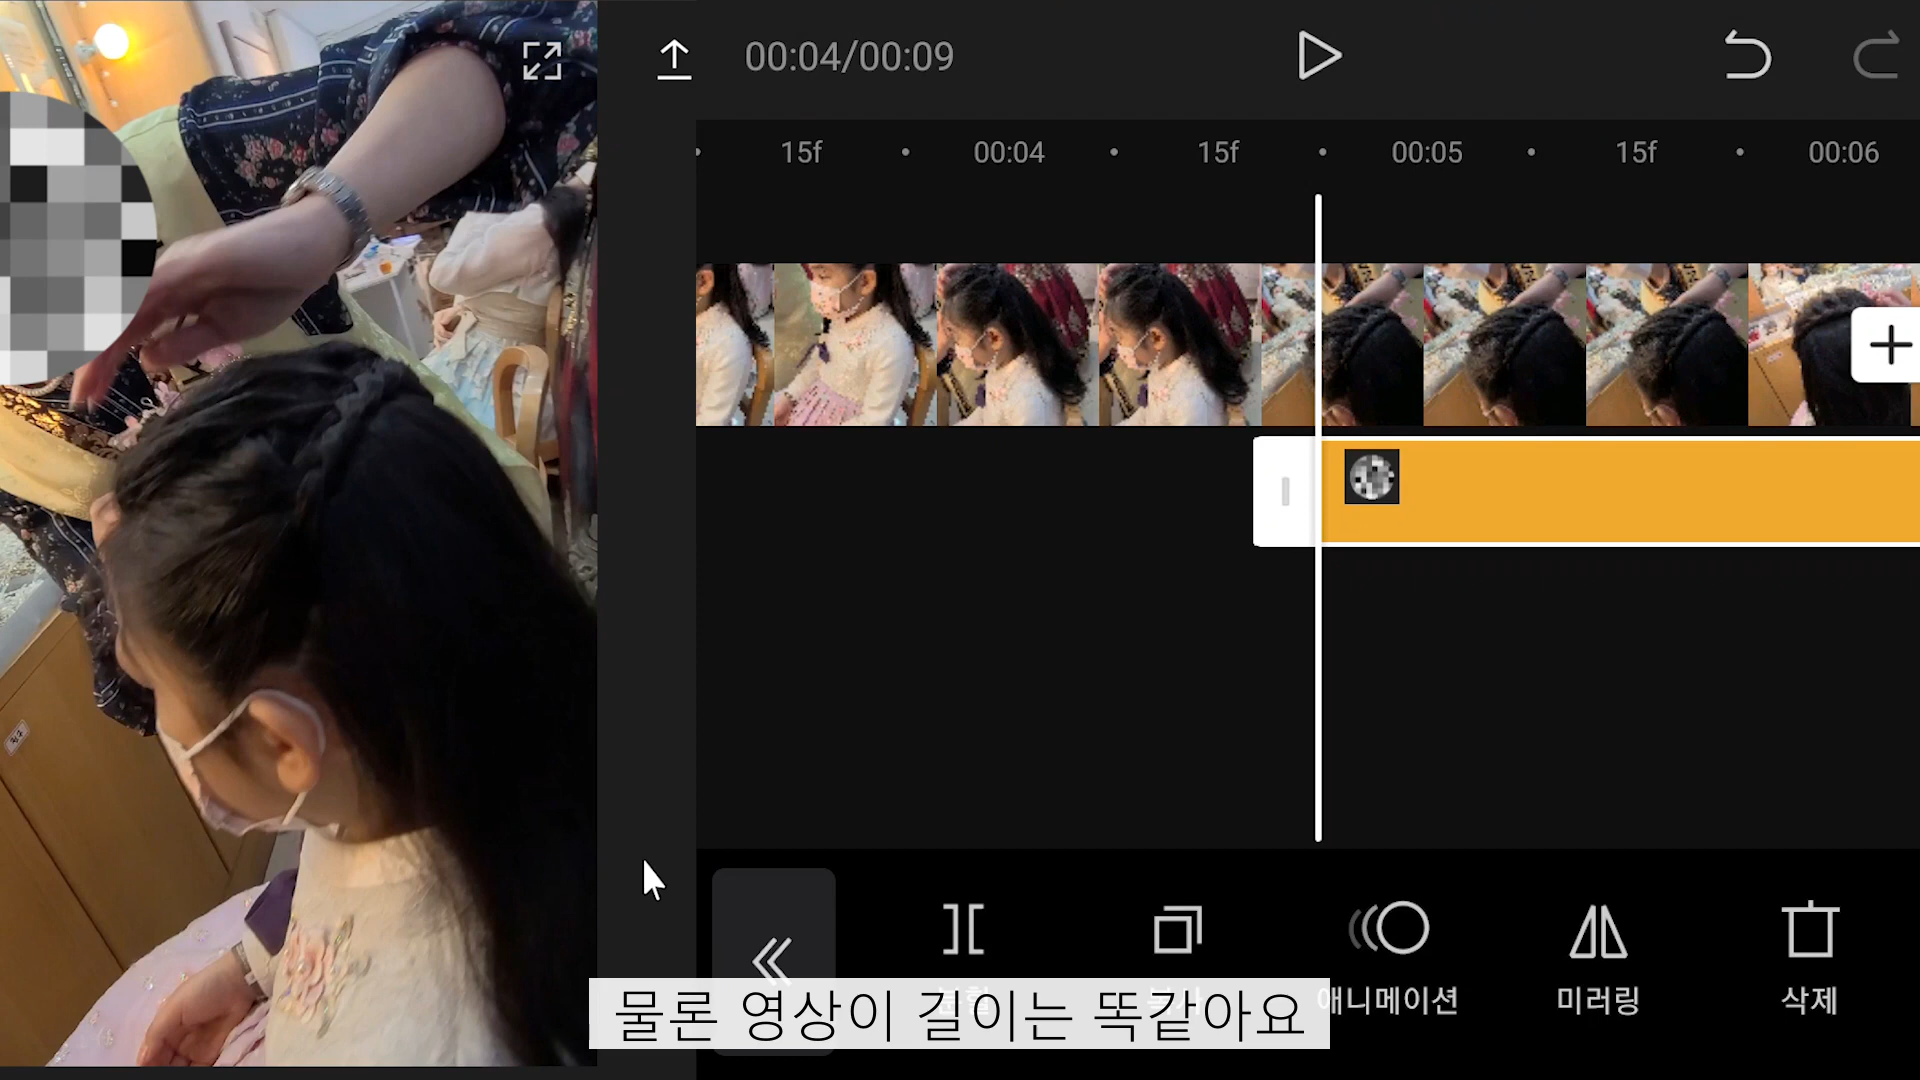 00:04/00:09
15f 00:04 15f 00:05 15f 00:06
애니메이션 미러링 삭제
물론 영상이 길이는 똑같아요